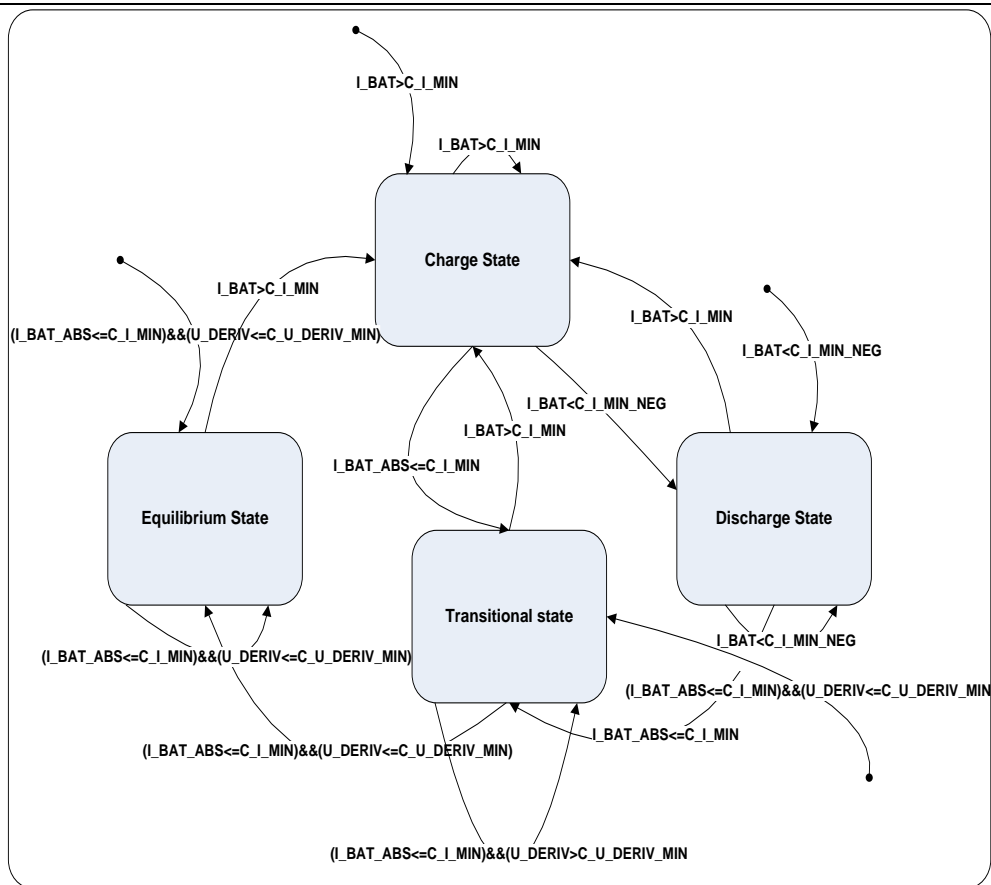 I_BAT>C_I_MIN
I_BAT>C_I_MIN
Charge State
I_BAT>C_I_MIN
I_BAT>C_I_MIN
(I_BAT_ABS<=C_I_MIN)&&(U_DERIV<=C_U_DERIV_MIN)
I_BAT<C_I_MIN_NEG
I_BAT<C_I_MIN_NEG
I_BAT>C_I_MIN
I_BAT_ABS<=C_I_MIN
Equilibrium State
Discharge State
Transitional state
I_BAT<C_I_MIN_NEG
(I_BAT_ABS<=C_I_MIN)&&(U_DERIV<=C_U_DERIV_MIN)
(I_BAT_ABS<=C_I_MIN)&&(U_DERIV<=C_U_DERIV_MIN
I_BAT_ABS<=C_I_MIN
(I_BAT_ABS<=C_I_MIN)&&(U_DERIV<=C_U_DERIV_MIN)
(I_BAT_ABS<=C_I_MIN)&&(U_DERIV>C_U_DERIV_MIN